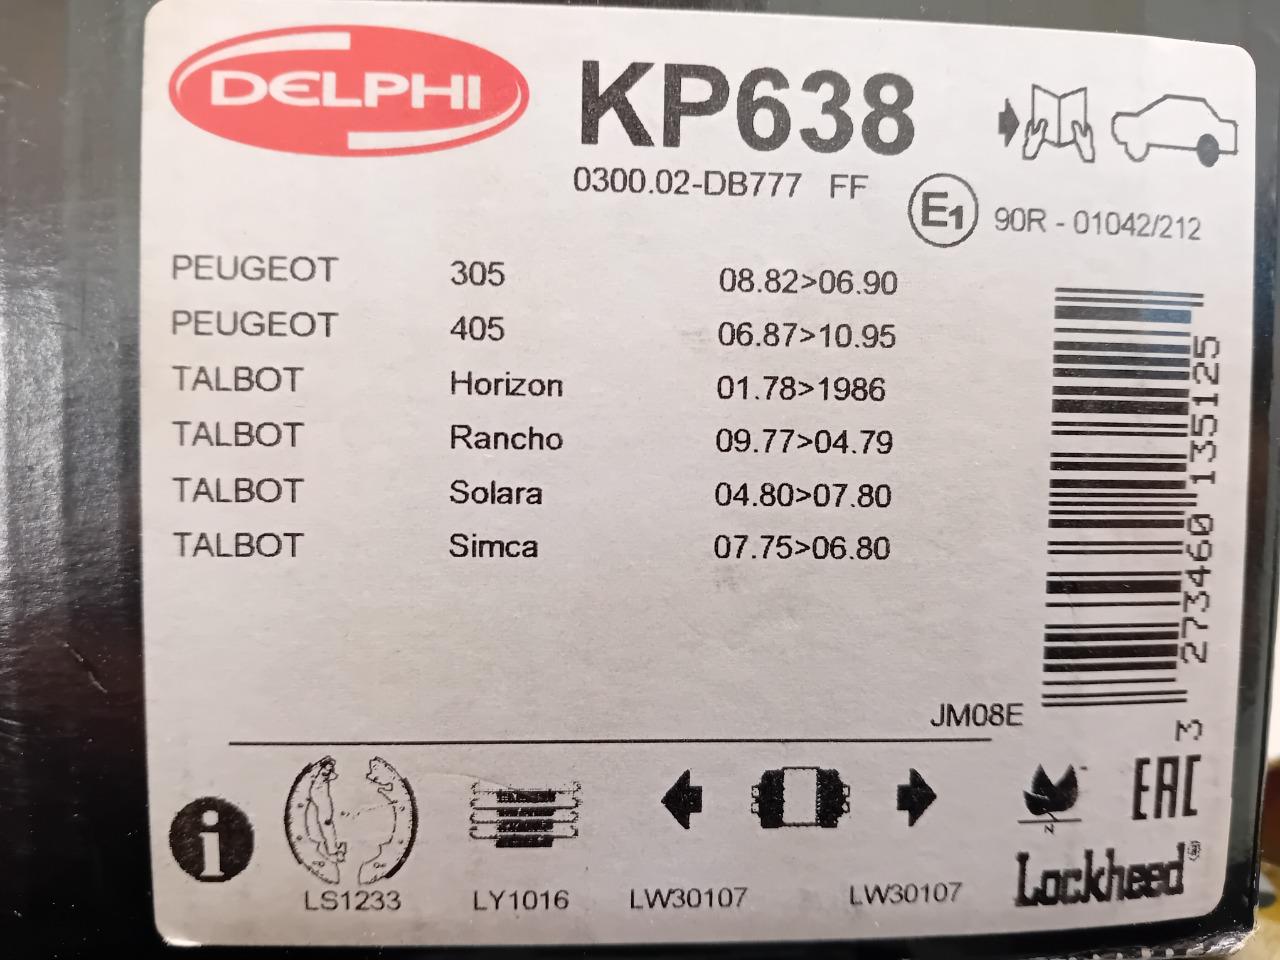 DELPHI
KP638
0300.02-DB777 FF
E1 90R - 01042/212
PEUGEOT 305 08.82>06.90
PEUGEOT 405 06.87>10.95
TALBOT Horizon 01.78>1986
TALBOT Rancho 09.77>04.79
TALBOT Solara 04.80>07.80
TALBOT Simca 07.75>06.80
3 273460 135125
JM08E
i
LS1233 LY1016 LW30107 LW30107
N
EAC
Lockheed®